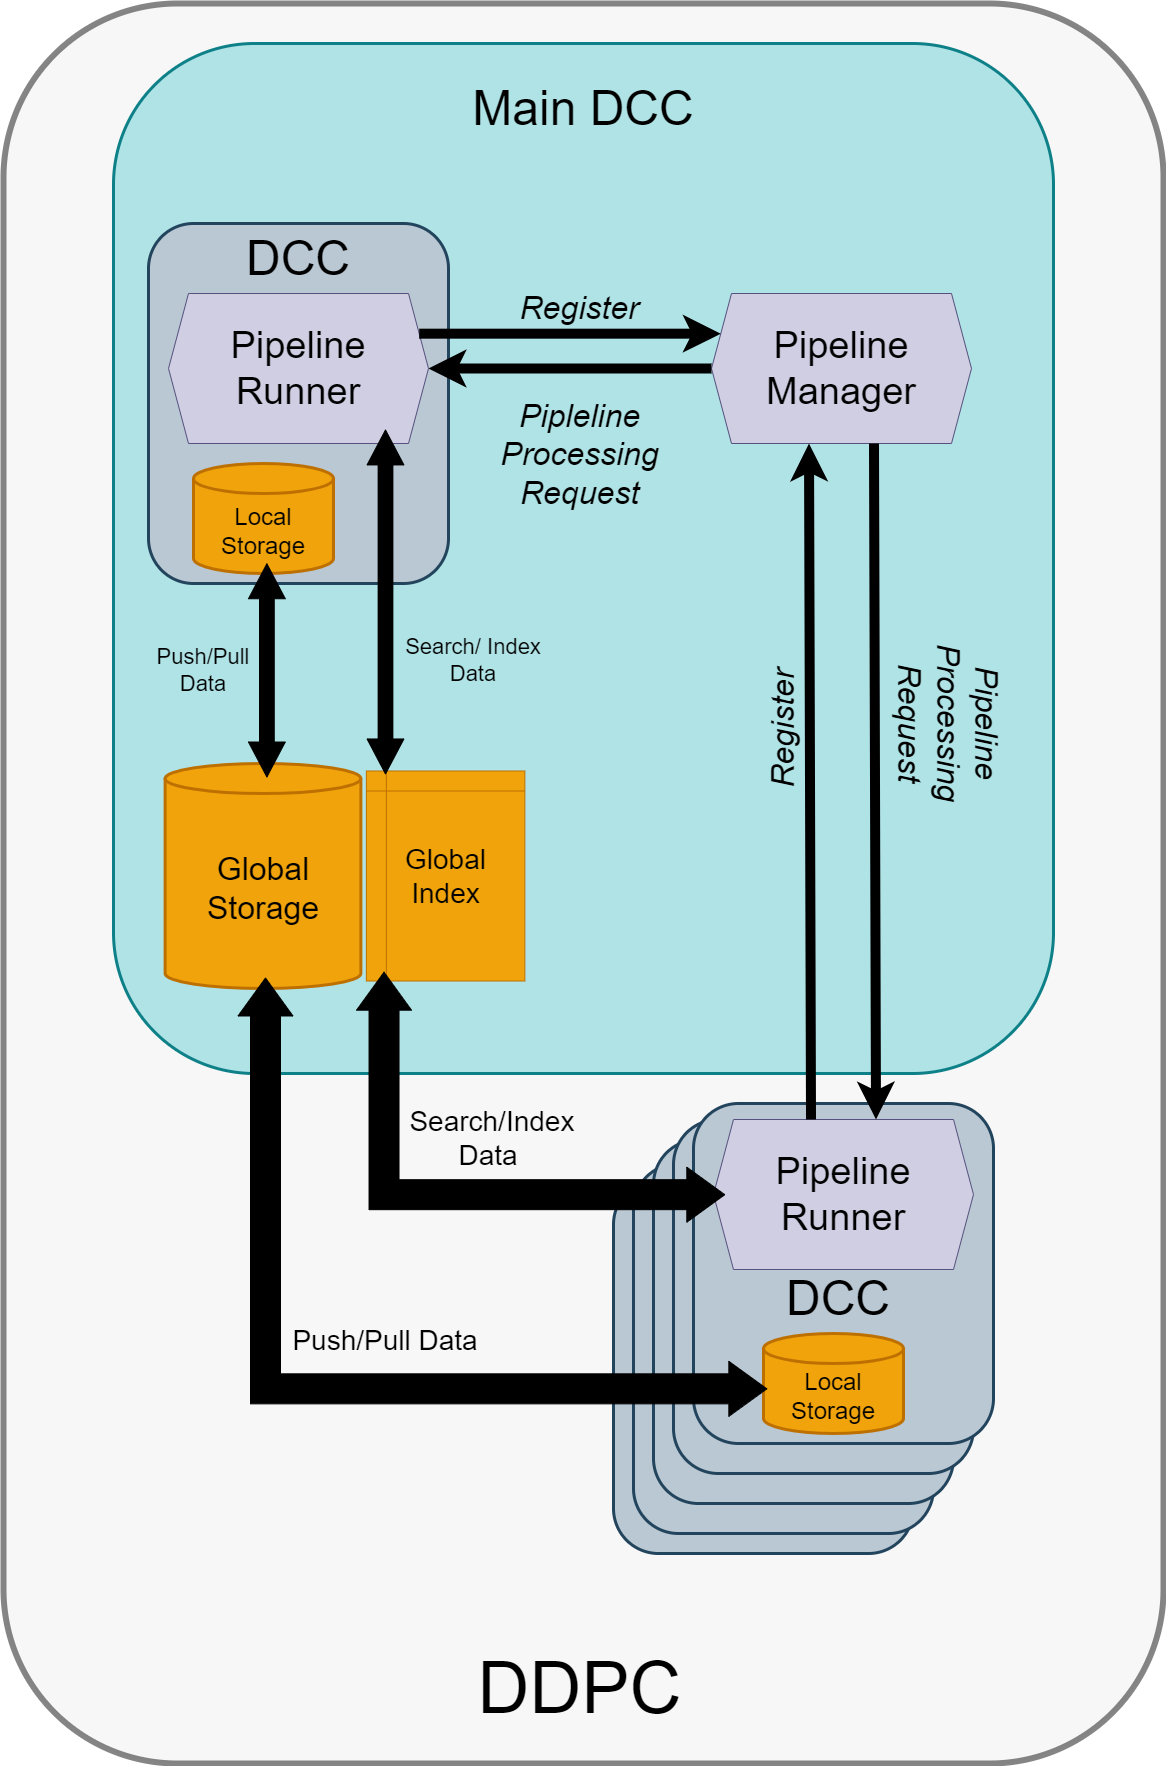 Main DCC
DCC
Pipeline
Runner
Register
Pipeline
Manager
Pipleline
Processing
Request
Local
Storage
Push/Pull
Data
Search/ Index
Data
Register
Pipeline
Processing
Request
Global
Storage
Global
Index
Search/Index
Data
Pipeline
Runner
DCC
Push/Pull Data
Local
Storage
DDPC